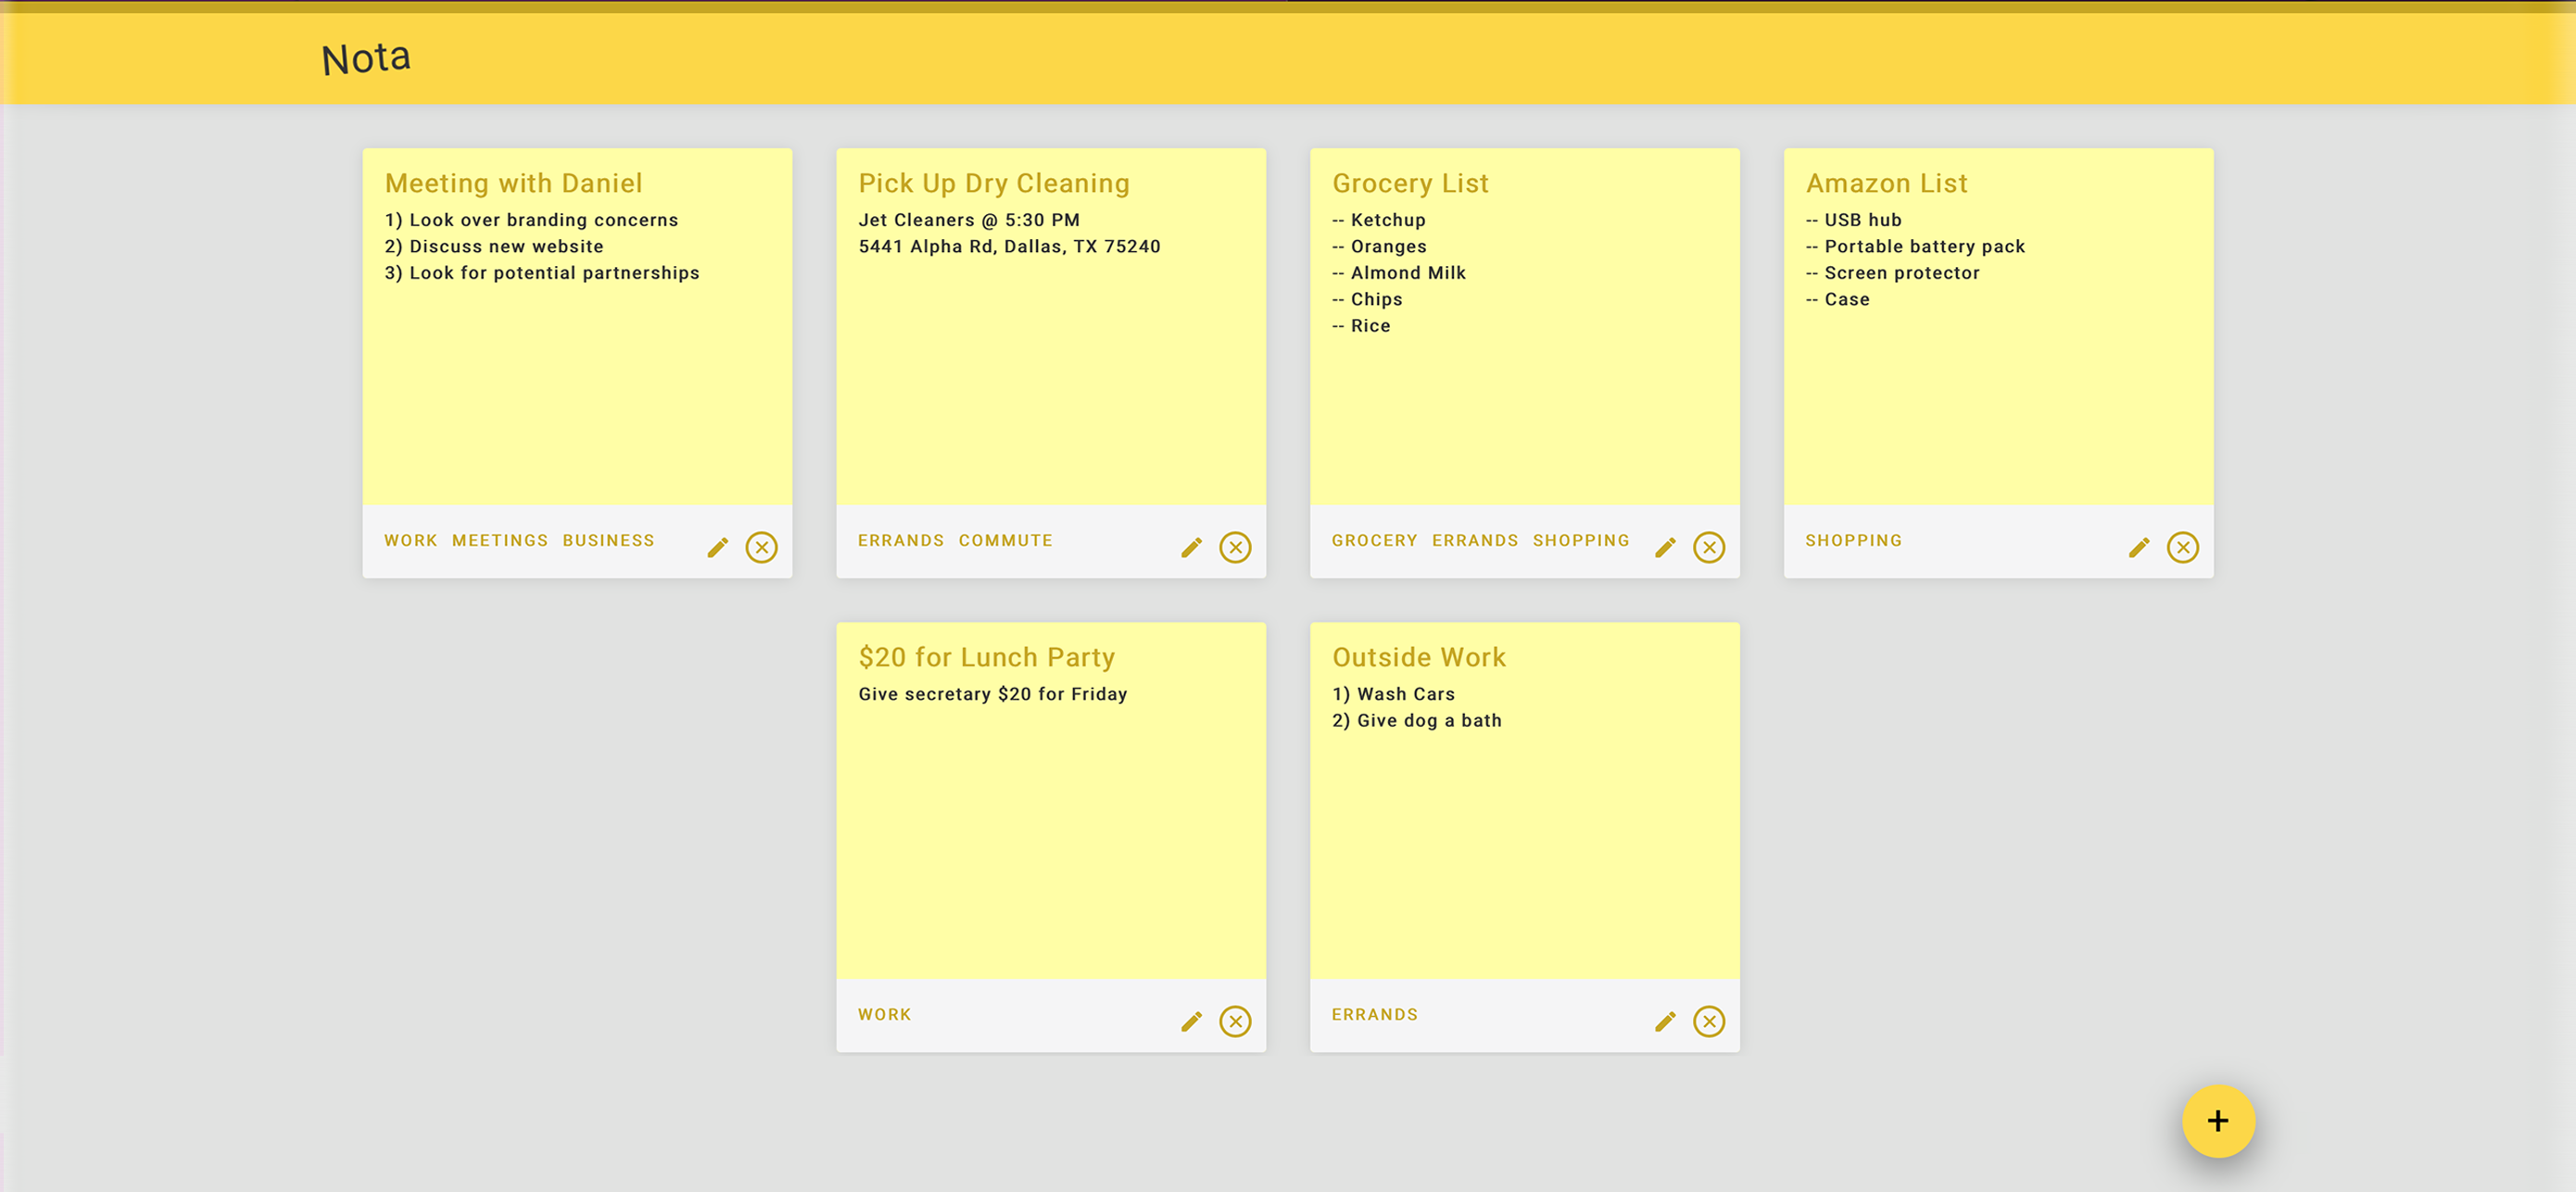 Nota
Meeting with Daniel
1) Look over branding concerns
2) Discuss new website
3) Look for potential partnerships
WORK MEETINGS BUSINESS
Pick Up Dry Cleaning
Jet Cleaners @ 5:30 PM
5441 Alpha Rd, Dallas, TX 75240
ERRANDS COMMUTE
Grocery List
-- Ketchup
-- Oranges
-- Almond Milk
-- Chips
-- Rice
GROCERY ERRANDS SHOPPING
Amazon List
-- USB hub
-- Portable battery pack
-- Screen protector
-- Case
SHOPPING
$20 for Lunch Party
Give secretary $20 for Friday
WORK
Outside Work
1) Wash Cars
2) Give dog a bath
ERRANDS
+